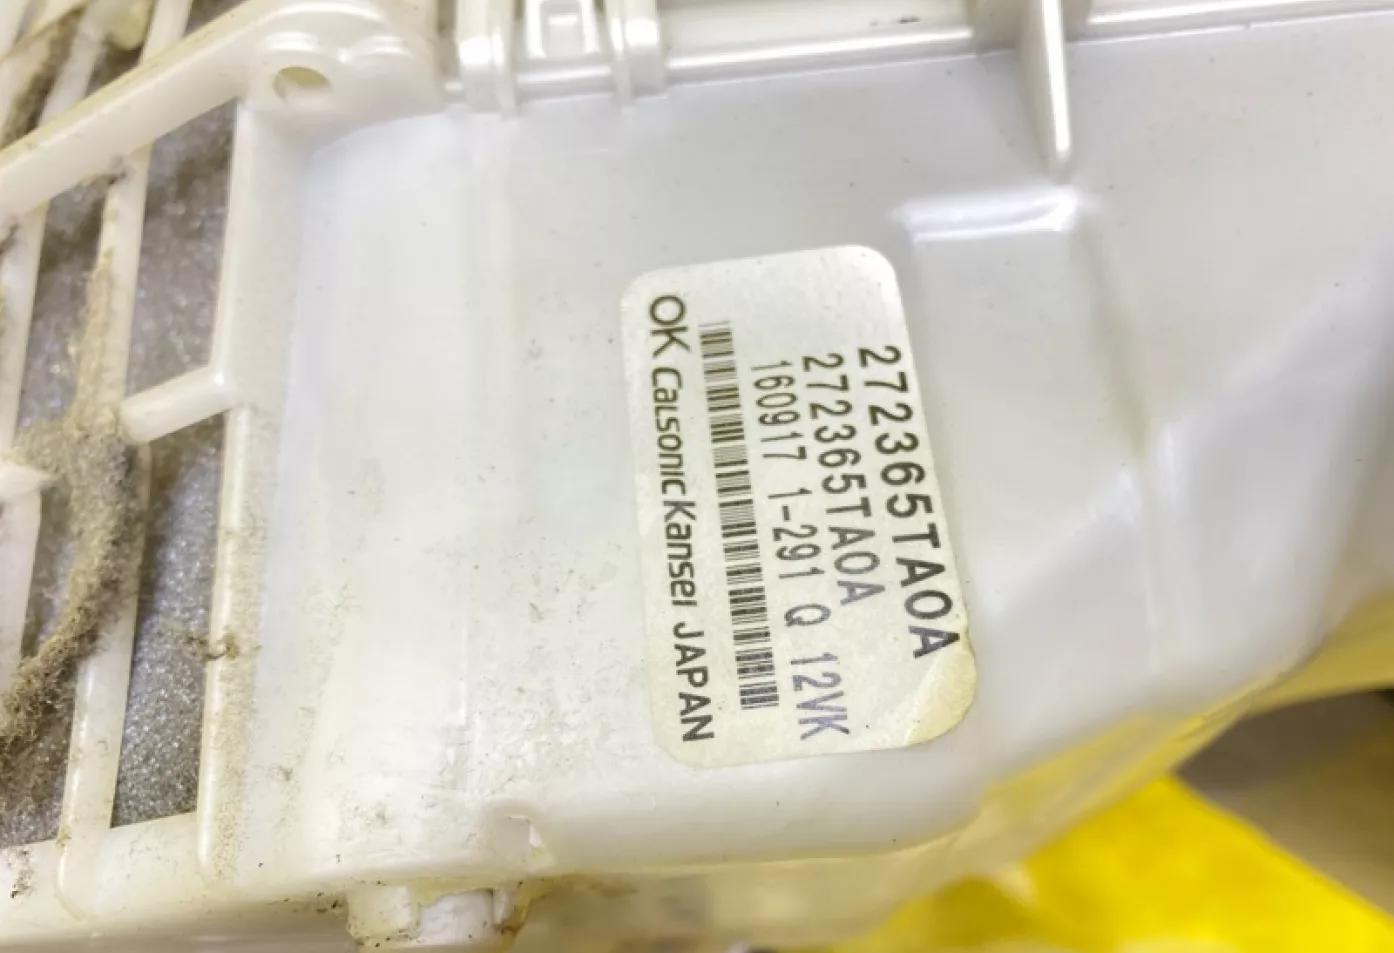 272365TA0A
272365TA0A
160917 1-291 Q 12VK
OK CalsonicKansei JAPAN